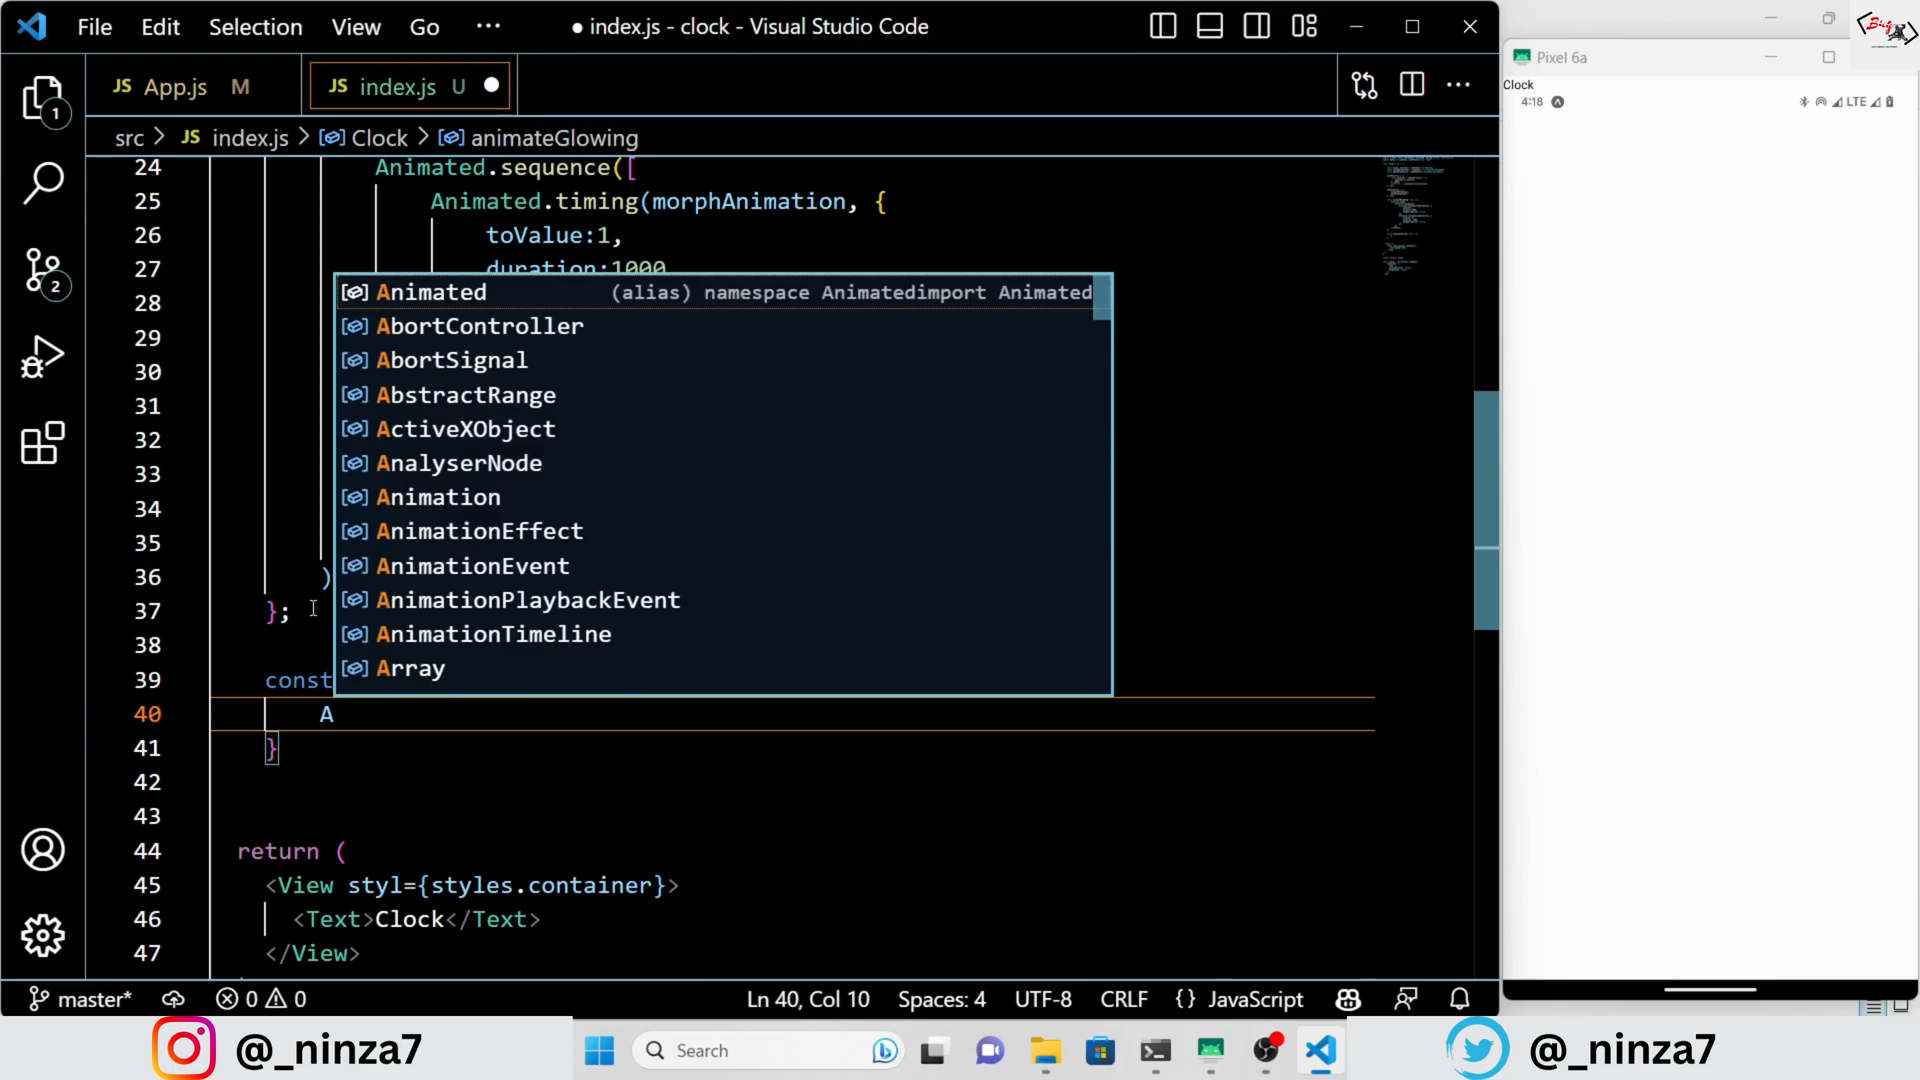 File Edit Selection View Go ··· ● index.js - clock - Visual Studio Code
JS App.js M JS index.js U ●
src > JS index.js > Clock > animateGlowing
24 Animated.sequence([
25 Animated.timing(morphAnimation, {
26 toValue:1,
27 duration:1000
28
29
30
31
32
33
34
35
36 )
37 };
38
39 const
40 A
41 }
42
43
44 return (
45 <View styl={styles.container}>
46 <Text>Clock</Text>
47 </View>
Animated (alias) namespace Animatedimport Animated
AbortController
AbortSignal
AbstractRange
ActiveXObject
AnalyserNode
Animation
AnimationEffect
AnimationEvent
AnimationPlaybackEvent
AnimationTimeline
Array
1
2
master* 0 0 Ln 40, Col 10 Spaces: 4 UTF-8 CRLF {} JavaScript
Pixel 6a
Clock
4:18 LTE
Bug
@_ninza7 Search @_ninza7